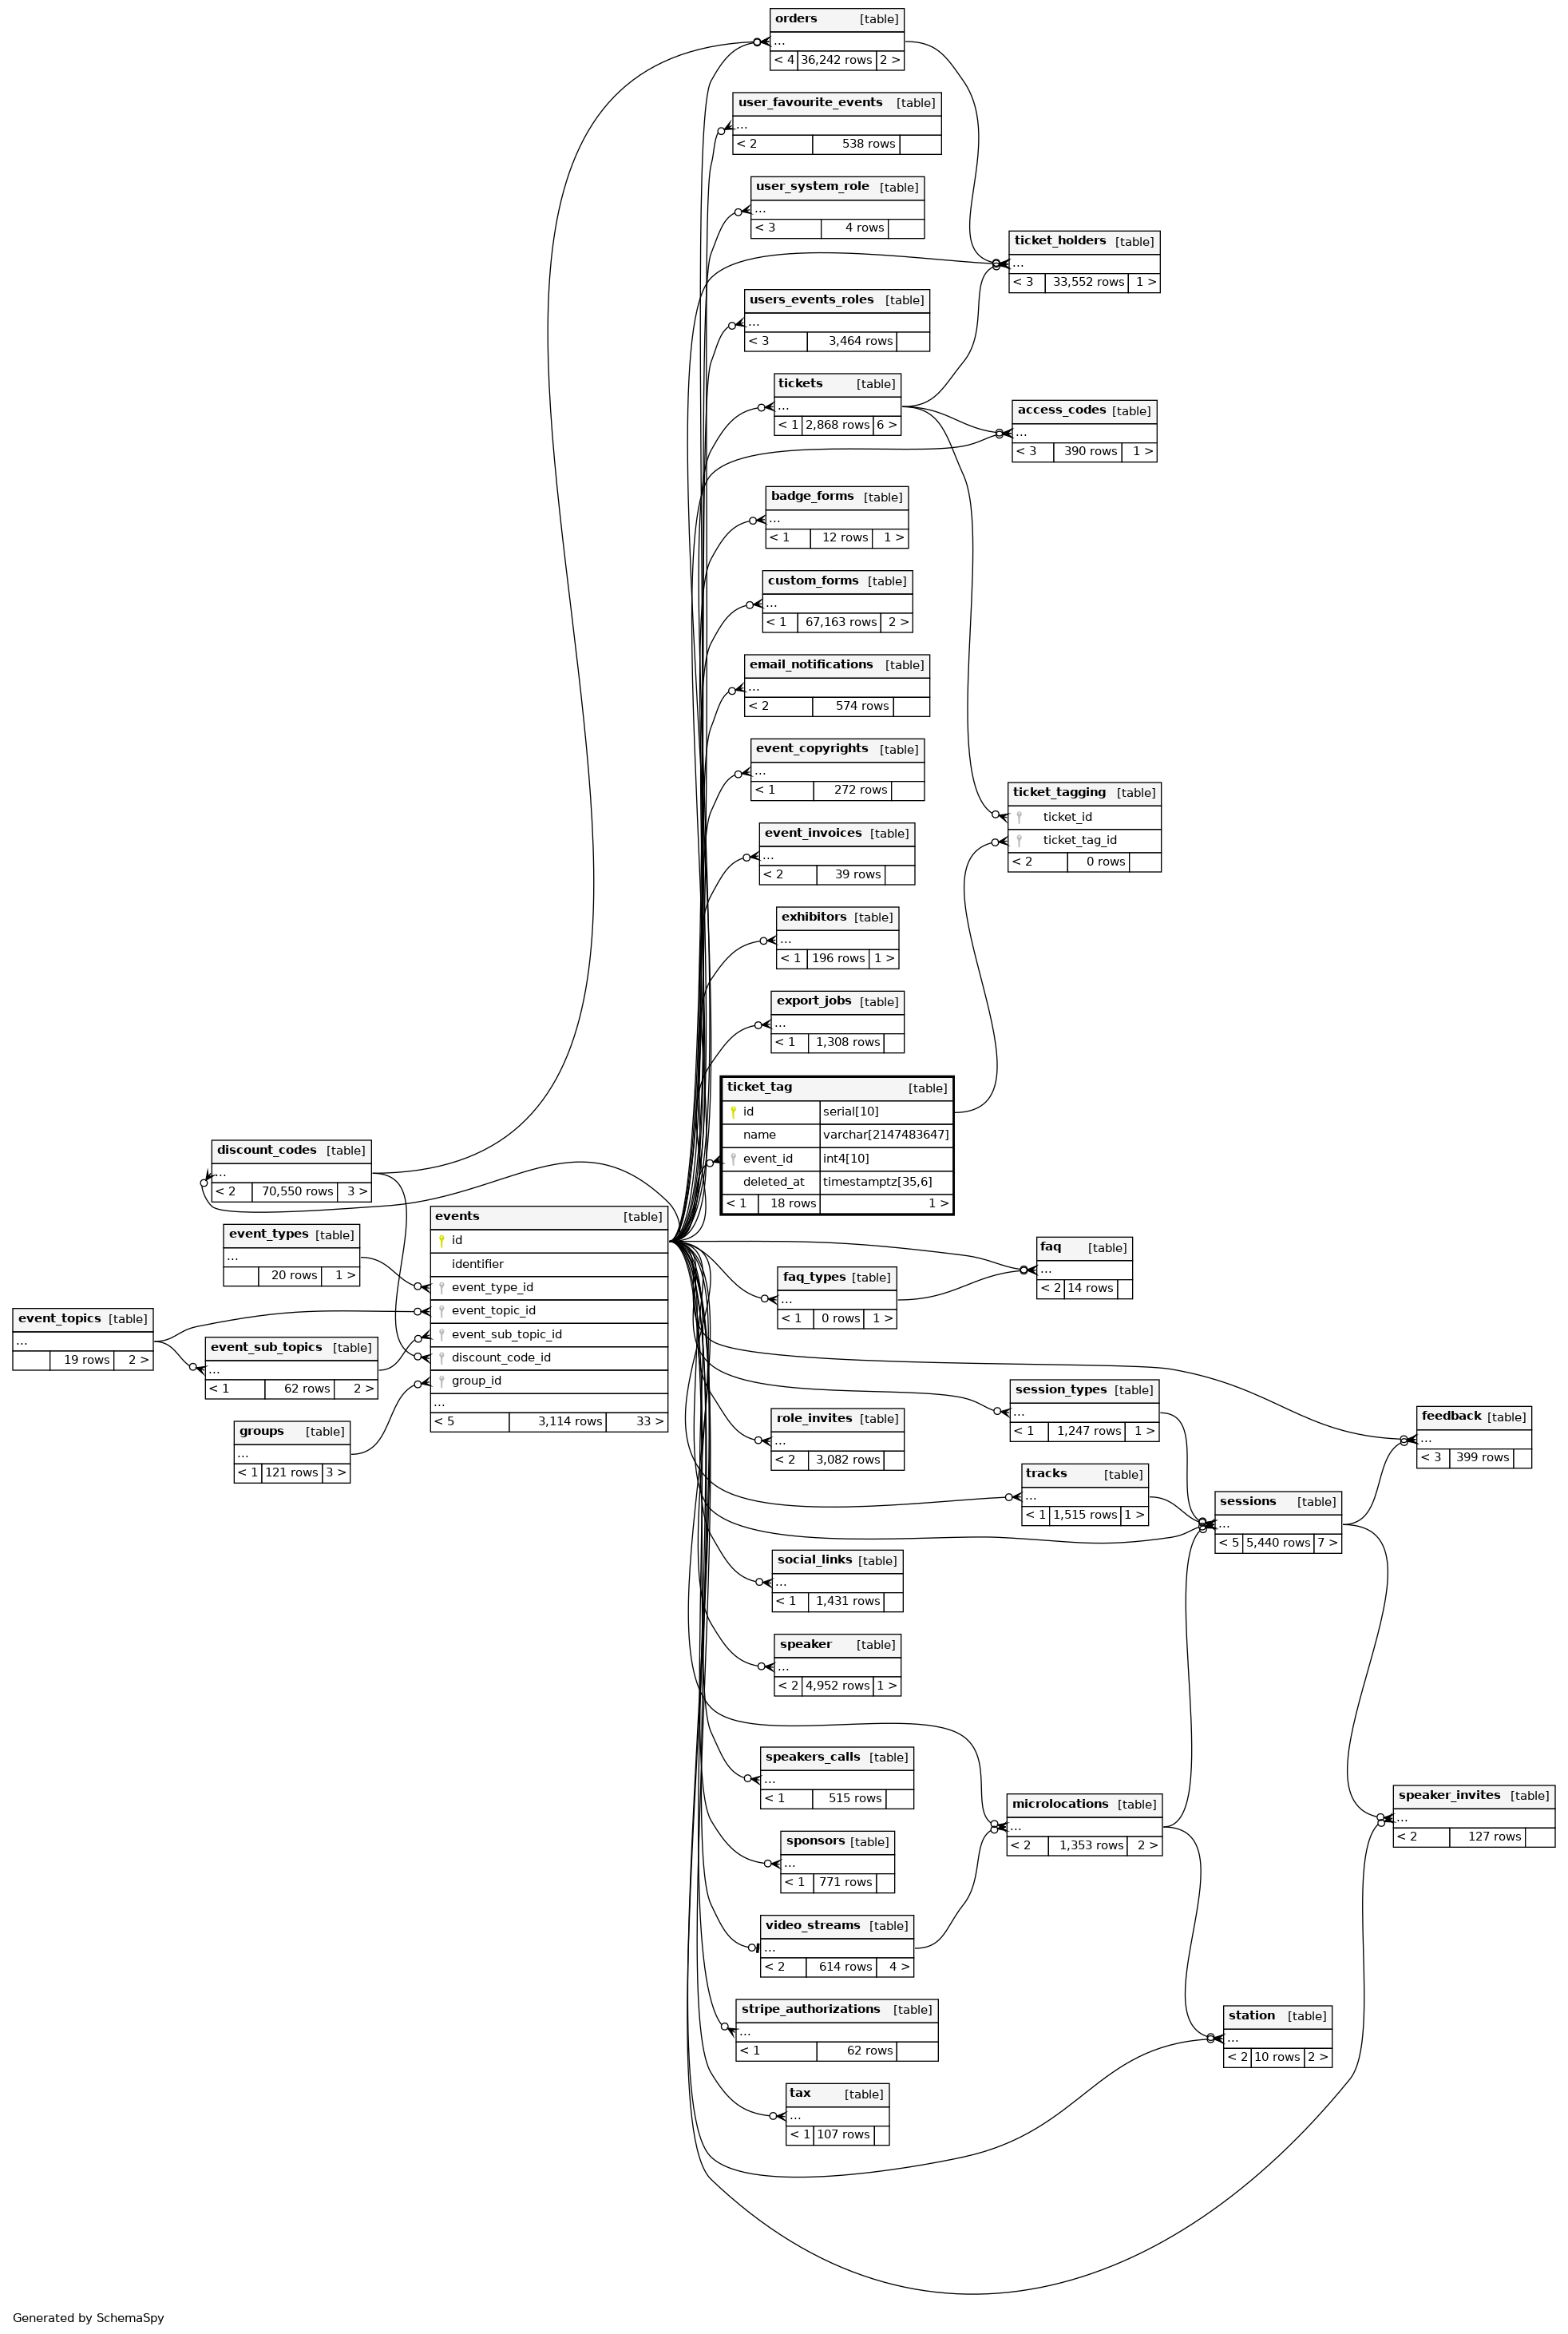 orders [table]
...
< 4 36,242 rows 2 >
user_favourite_events [table]
...
< 2 538 rows
user_system_role [table]
...
< 3 4 rows
ticket_holders [table]
...
< 3 33,552 rows 1 >
users_events_roles [table]
...
< 3 3,464 rows
tickets [table]
...
< 1 2,868 rows 6 >
access_codes [table]
...
< 3 390 rows 1 >
badge_forms [table]
...
< 1 12 rows 1 >
custom_forms [table]
...
< 1 67,163 rows 2 >
email_notifications [table]
...
< 2 574 rows
event_copyrights [table]
...
< 1 272 rows
ticket_tagging [table]
ticket_id
ticket_tag_id
< 2 0 rows
event_invoices [table]
...
< 2 39 rows
exhibitors [table]
...
< 1 196 rows 1 >
export_jobs [table]
...
< 1 1,308 rows
ticket_tag [table]
id serial[10]
name varchar[2147483647]
event_id int4[10]
deleted_at timestamptz[35,6]
< 1 18 rows 1 >
discount_codes [table]
...
< 2 70,550 rows 3 >
events [table]
id
identifier
event_type_id
event_topic_id
event_sub_topic_id
discount_code_id
group_id
...
< 5 3,114 rows 33 >
event_types [table]
...
20 rows 1 >
event_topics [table]
...
19 rows 2 >
event_sub_topics [table]
...
< 1 62 rows 2 >
groups [table]
...
< 1 121 rows 3 >
faq [table]
...
< 2 14 rows
faq_types [table]
...
< 1 0 rows 1 >
session_types [table]
...
< 1 1,247 rows 1 >
role_invites [table]
...
< 2 3,082 rows
feedback [table]
...
< 3 399 rows
tracks [table]
...
< 1 1,515 rows 1 >
sessions [table]
...
< 5 5,440 rows 7 >
social_links [table]
...
< 1 1,431 rows
speaker [table]
...
< 2 4,952 rows 1 >
speakers_calls [table]
...
< 1 515 rows
microlocations [table]
...
< 2 1,353 rows 2 >
speaker_invites [table]
...
< 2 127 rows
sponsors [table]
...
< 1 771 rows
video_streams [table]
...
< 2 614 rows 4 >
stripe_authorizations [table]
...
< 1 62 rows
station [table]
...
< 2 10 rows 2 >
tax [table]
...
< 1 107 rows
Generated by SchemaSpy